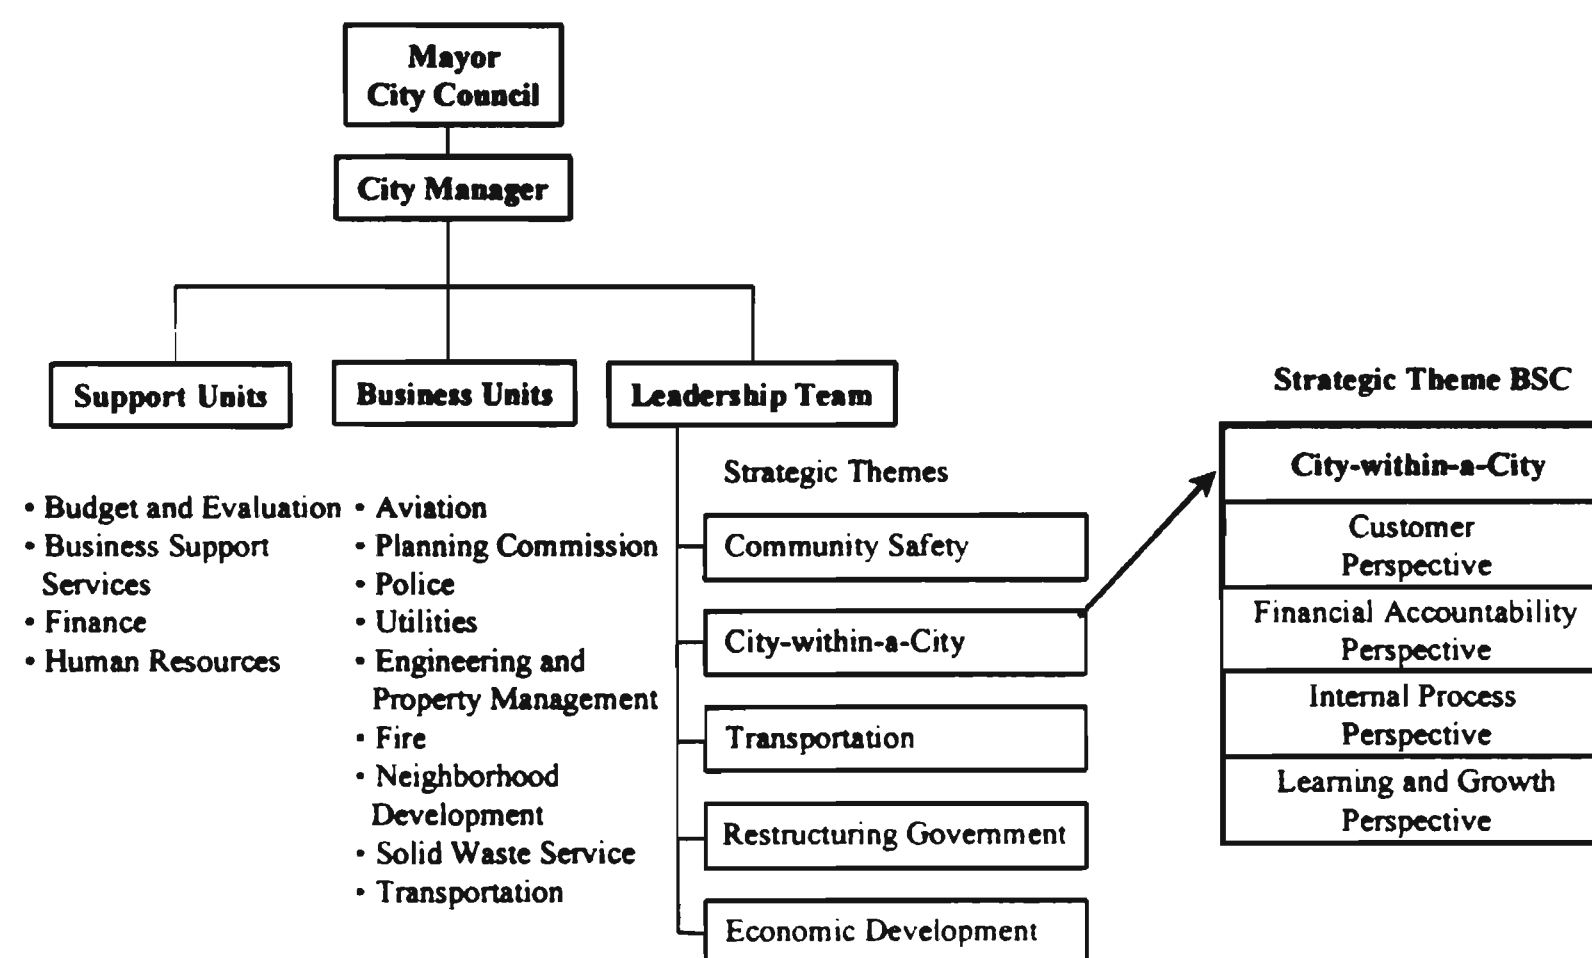 Mayor
City Council
City Manager
Support Units
Business Units
Leadership Team
• Budget and Evaluation
• Business Support
Services
• Finance
• Human Resources
• Aviation
• Planning Commission
• Police
• Utilities
• Engineering and
Property Management
• Fire
• Neighborhood
Development
• Solid Waste Service
• Transportation
Strategic Themes
Community Safety
City-within-a-City
Transportation
Restructuring Government
Economic Development
Strategic Theme BSC
City-within-a-City
Customer
Perspective
Financial Accountability
Perspective
Internal Process
Perspective
Learning and Growth
Perspective